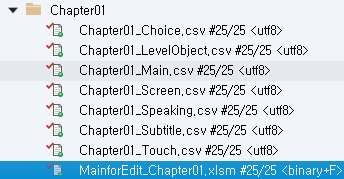 Chapter01
Chapter01_Choice.csv #25/25 <utf8>
Chapter01_LevelObject.csv #25/25 <utf8>
Chapter01_Main.csv #25/25 <utf8>
Chapter01_Screen.csv #25/25 <utf8>
Chapter01_Speaking.csv #25/25 <utf8>
Chapter01_Subtitle.csv #25/25 <utf8>
Chapter01_Touch.csv #25/25 <utf8>
MainforEdit_Chapter01.xlsm #25/25 <binary+F>